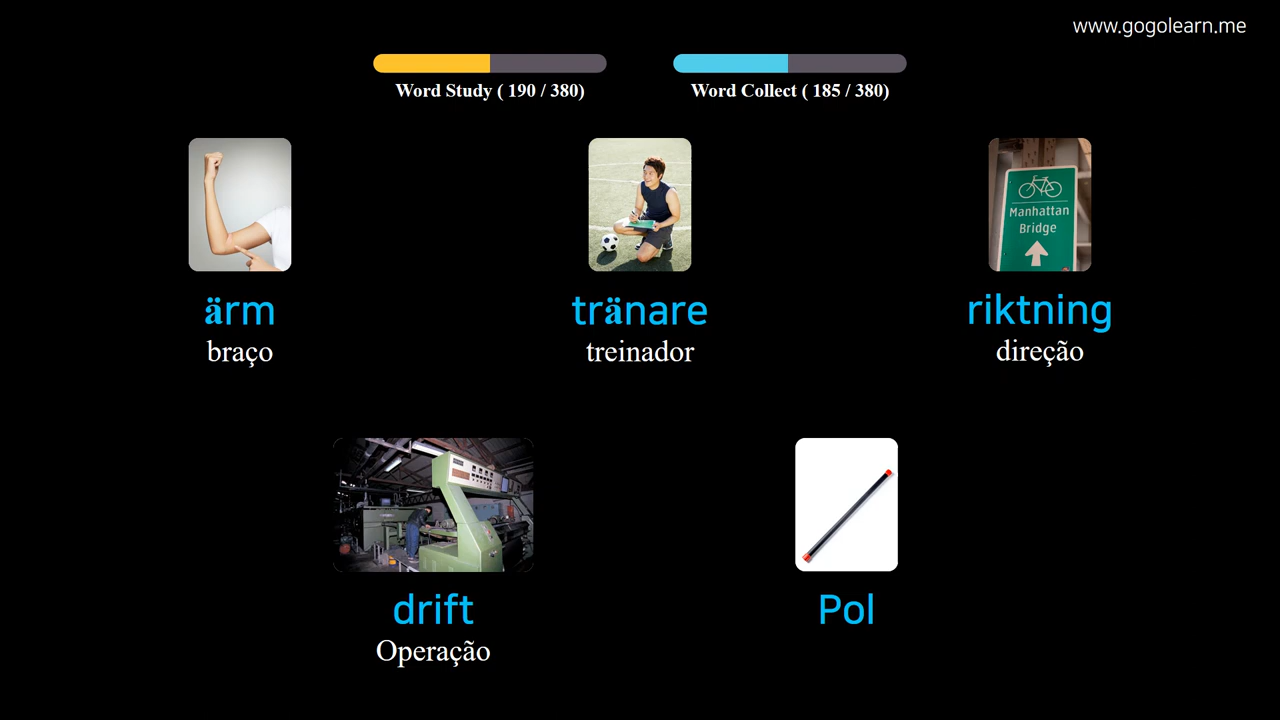 www.gogolearn.me
Word Study ( 190 / 380)
Word Collect ( 185 / 380)
Manhattan
Bridge
ärm
tränare
riktning
braço
treinador
direção
drift
Pol
Operação